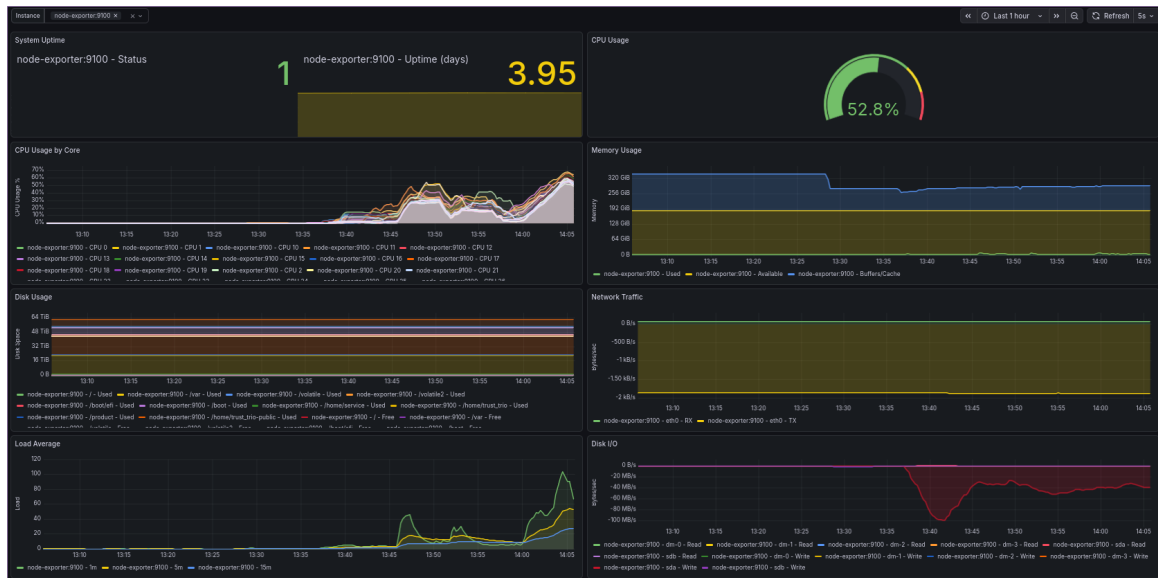 Instance node-exporter:9100 × × Last 1 hour Refresh 5s
System Uptime
node-exporter:9100 - Status
1
node-exporter:9100 - Uptime (days)
3.95
CPU Usage
52.8%
CPU Usage by Core
CPU Usage %
70%
60%
50%
40%
30%
20%
10%
0%
13:10 13:15 13:20 13:25 13:30 13:35 13:40 13:45 13:50 13:55 14:00 14:05
node-exporter:9100 - CPU 0 node-exporter:9100 - CPU 1 node-exporter:9100 - CPU 10 node-exporter:9100 - CPU 11 node-exporter:9100 - CPU 12
node-exporter:9100 - CPU 13 node-exporter:9100 - CPU 14 node-exporter:9100 - CPU 15 node-exporter:9100 - CPU 16 node-exporter:9100 - CPU 17
node-exporter:9100 - CPU 18 node-exporter:9100 - CPU 19 node-exporter:9100 - CPU 2 node-exporter:9100 - CPU 20 node-exporter:9100 - CPU 21
Memory Usage
Memory
320 GiB
256 GiB
192 GiB
128 GiB
64 GiB
0 B
13:10 13:15 13:20 13:25 13:30 13:35 13:40 13:45 13:50 13:55 14:00 14:05
node-exporter:9100 - Used node-exporter:9100 - Available node-exporter:9100 - Buffers/Cache
Disk Usage
Disk Space
64 TiB
48 TiB
32 TiB
16 TiB
0 B
13:10 13:15 13:20 13:25 13:30 13:35 13:40 13:45 13:50 13:55 14:00 14:05
node-exporter:9100 - / - Used node-exporter:9100 - /var - Used node-exporter:9100 - /volatile - Used node-exporter:9100 - /volatile2 - Used
node-exporter:9100 - /boot/efi - Used node-exporter:9100 - /boot - Used node-exporter:9100 - /home/service - Used node-exporter:9100 - /home/trust_trio - Used
node-exporter:9100 - /product - Used node-exporter:9100 - /home/trust_trio-public - Used node-exporter:9100 - / - Free node-exporter:9100 - /var - Free
Network Traffic
Bytes/sec
0 B/s
-500 B/s
-1 kB/s
-1.50 kB/s
-2 kB/s
13:10 13:15 13:20 13:25 13:30 13:35 13:40 13:45 13:50 13:55 14:00 14:05
node-exporter:9100 - eth0 - RX node-exporter:9100 - eth0 - TX
Load Average
Load
120
100
80
60
40
20
0
13:10 13:15 13:20 13:25 13:30 13:35 13:40 13:45 13:50 13:55 14:00 14:05
node-exporter:9100 - 1m node-exporter:9100 - 5m node-exporter:9100 - 15m
Disk I/O
Bytes/sec
0 B/s
-20 MB/s
-40 MB/s
-60 MB/s
-80 MB/s
-100 MB/s
13:10 13:15 13:20 13:25 13:30 13:35 13:40 13:45 13:50 13:55 14:00 14:05
node-exporter:9100 - dm-0 - Read node-exporter:9100 - dm-1 - Read node-exporter:9100 - dm-2 - Read node-exporter:9100 - dm-3 - Read node-exporter:9100 - sda - Read
node-exporter:9100 - sdb - Read node-exporter:9100 - dm-0 - Write node-exporter:9100 - dm-1 - Write node-exporter:9100 - dm-2 - Write node-exporter:9100 - dm-3 - Write
node-exporter:9100 - sda - Write node-exporter:9100 - sdb - Write